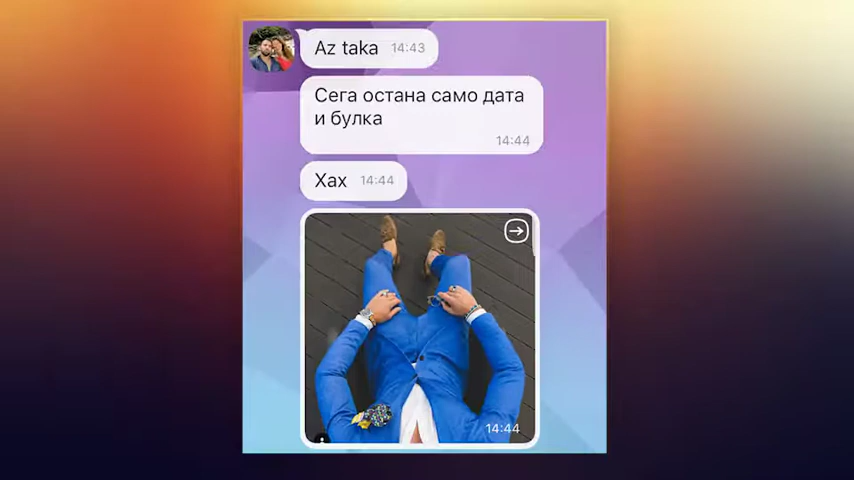 Az taka 14:43
Сега остана само дата
и булка
14:44
Хах 14:44
14:44